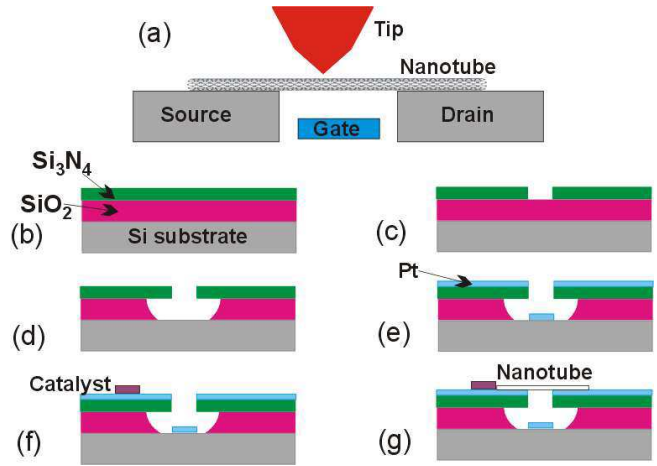 (a)
Tip
Nanotube
Source
Gate
Drain
Si₃N₄
SiO₂
Si substrate
(b)
(c)
(d)
Pt
(e)
Catalyst
(f)
Nanotube
(g)